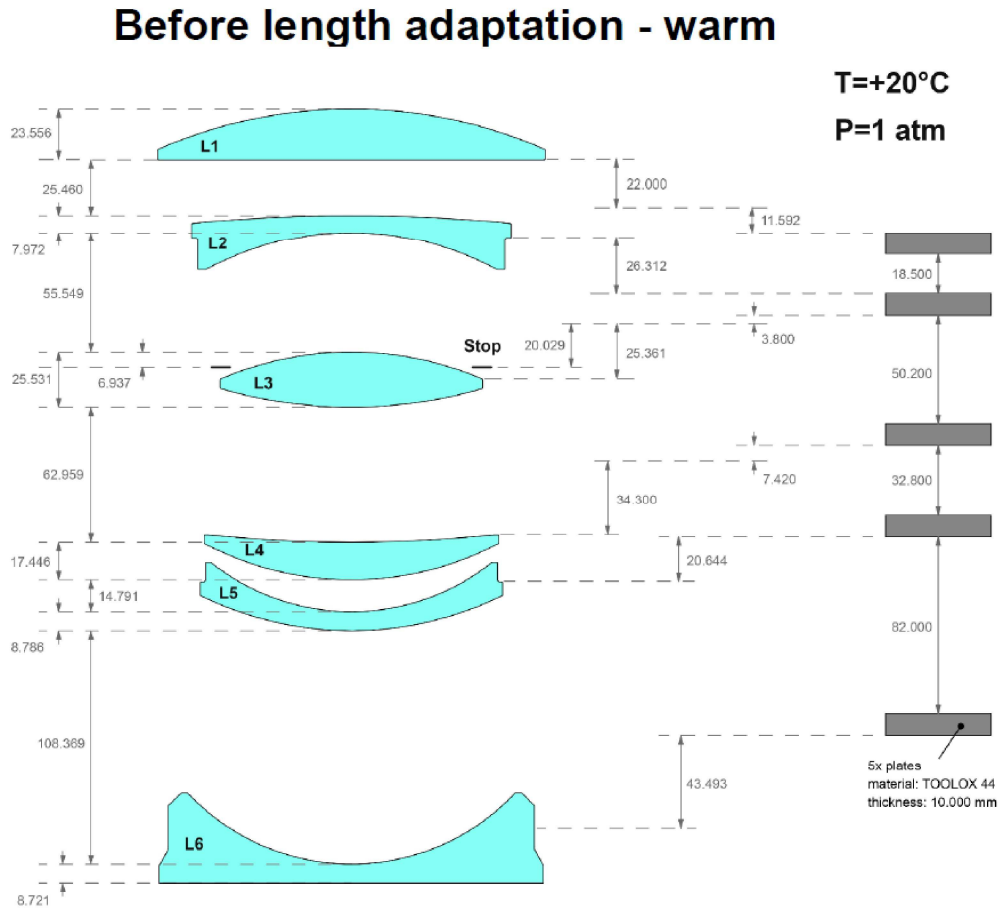 Before length adaptation - warm
T=+20°C
P=1 atm
23.556
L1
25.460
22.000
11.592
7.972
L2
26.312
18.500
55.549
Stop
20.029
25.361
3.800
25.531
6.937
L3
50.200
62.959
34.300
7.420
32.800
17.446
L4
20.644
14.791
L5
8.786
82.000
108.369
43.493
5x plates
material: TOOLOX 44
thickness: 10.000 mm
L6
8.721